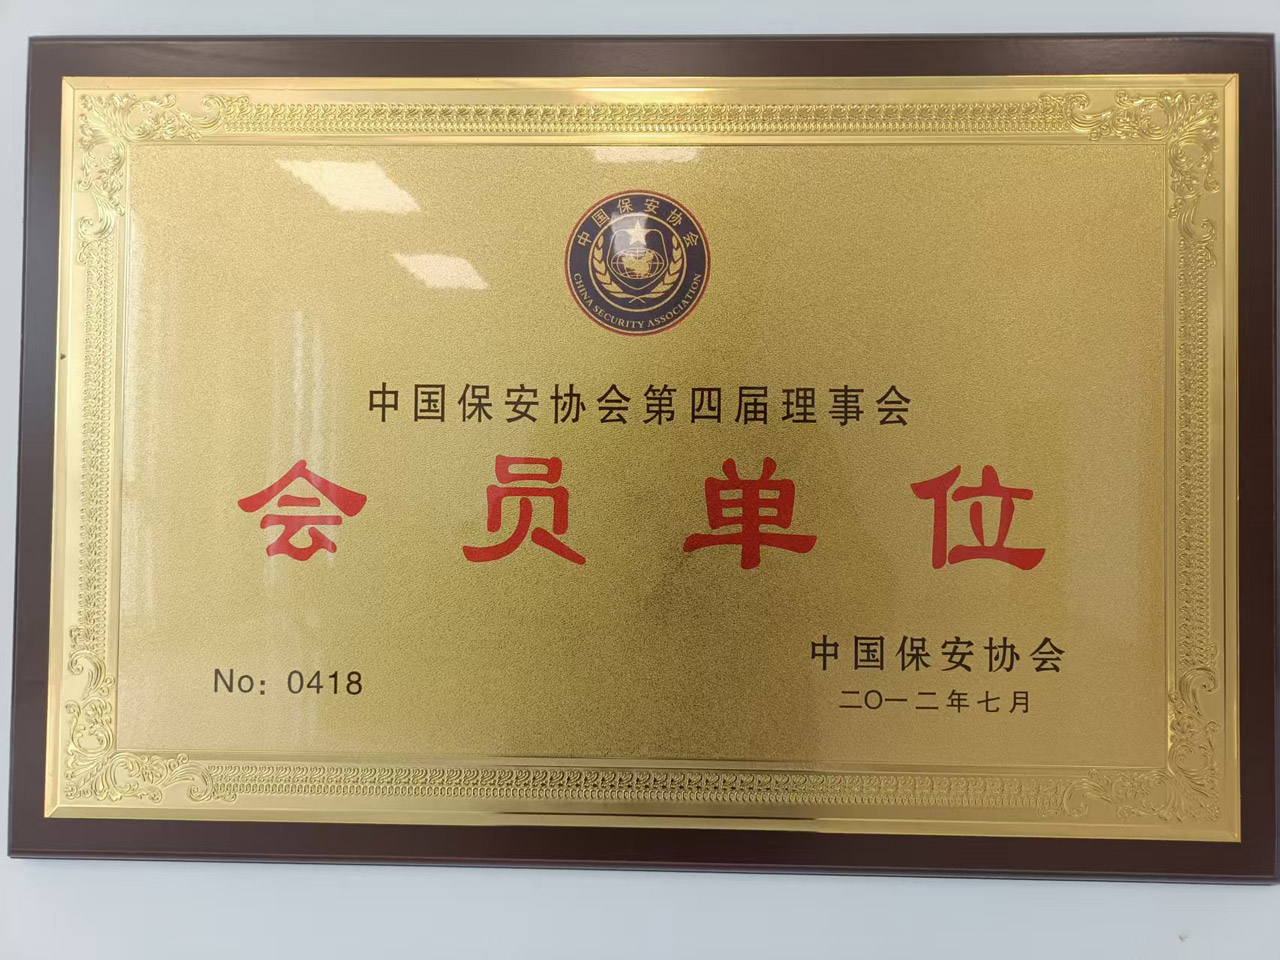 中国保安协会
CHINA SECURITY ASSOCIATION
中国保安协会第四届理事会
会员单位
No: 0418
中国保安协会
二〇一二年七月